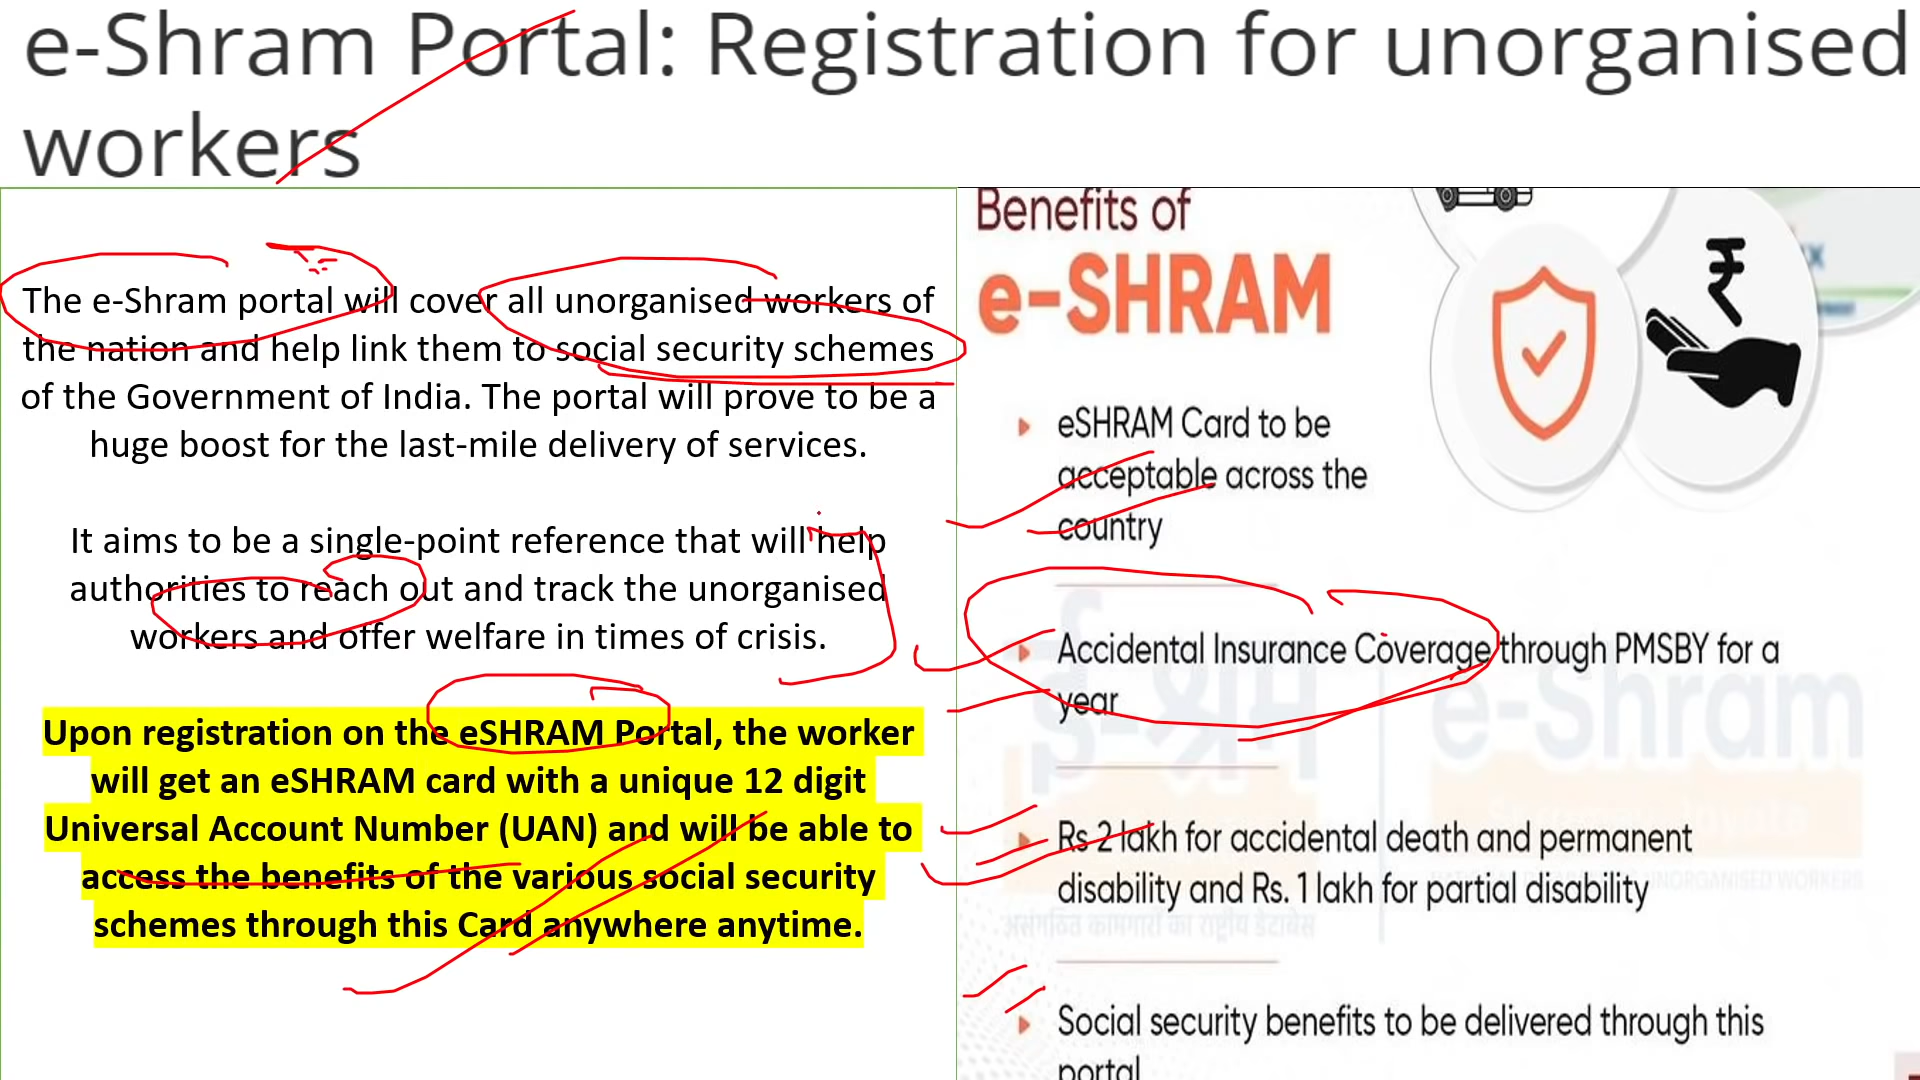 e-Shram Portal: Registration for unorganised
workers
The e-Shram portal will cover all unorganised workers of
the nation and help link them to social security schemes
of the Government of India. The portal will prove to be a
huge boost for the last-mile delivery of services.
It aims to be a single-point reference that will help
authorities to reach out and track the unorganised
workers and offer welfare in times of crisis.
Upon registration on the eSHRAM Portal, the worker
will get an eSHRAM card with a unique 12 digit
Universal Account Number (UAN) and will be able to
access the benefits of the various social security
schemes through this Card anywhere anytime.
Benefits of
e-SHRAM
eSHRAM Card to be
acceptable across the
country
Accidental Insurance Coverage through PMSBY for a
year
Rs 2 lakh for accidental death and permanent
disability and Rs. 1 lakh for partial disability
Social security benefits to be delivered through this
portal
ई-श्रम
e-Shram
असंगठित कामगारों का राष्ट्रीय डेटाबेस